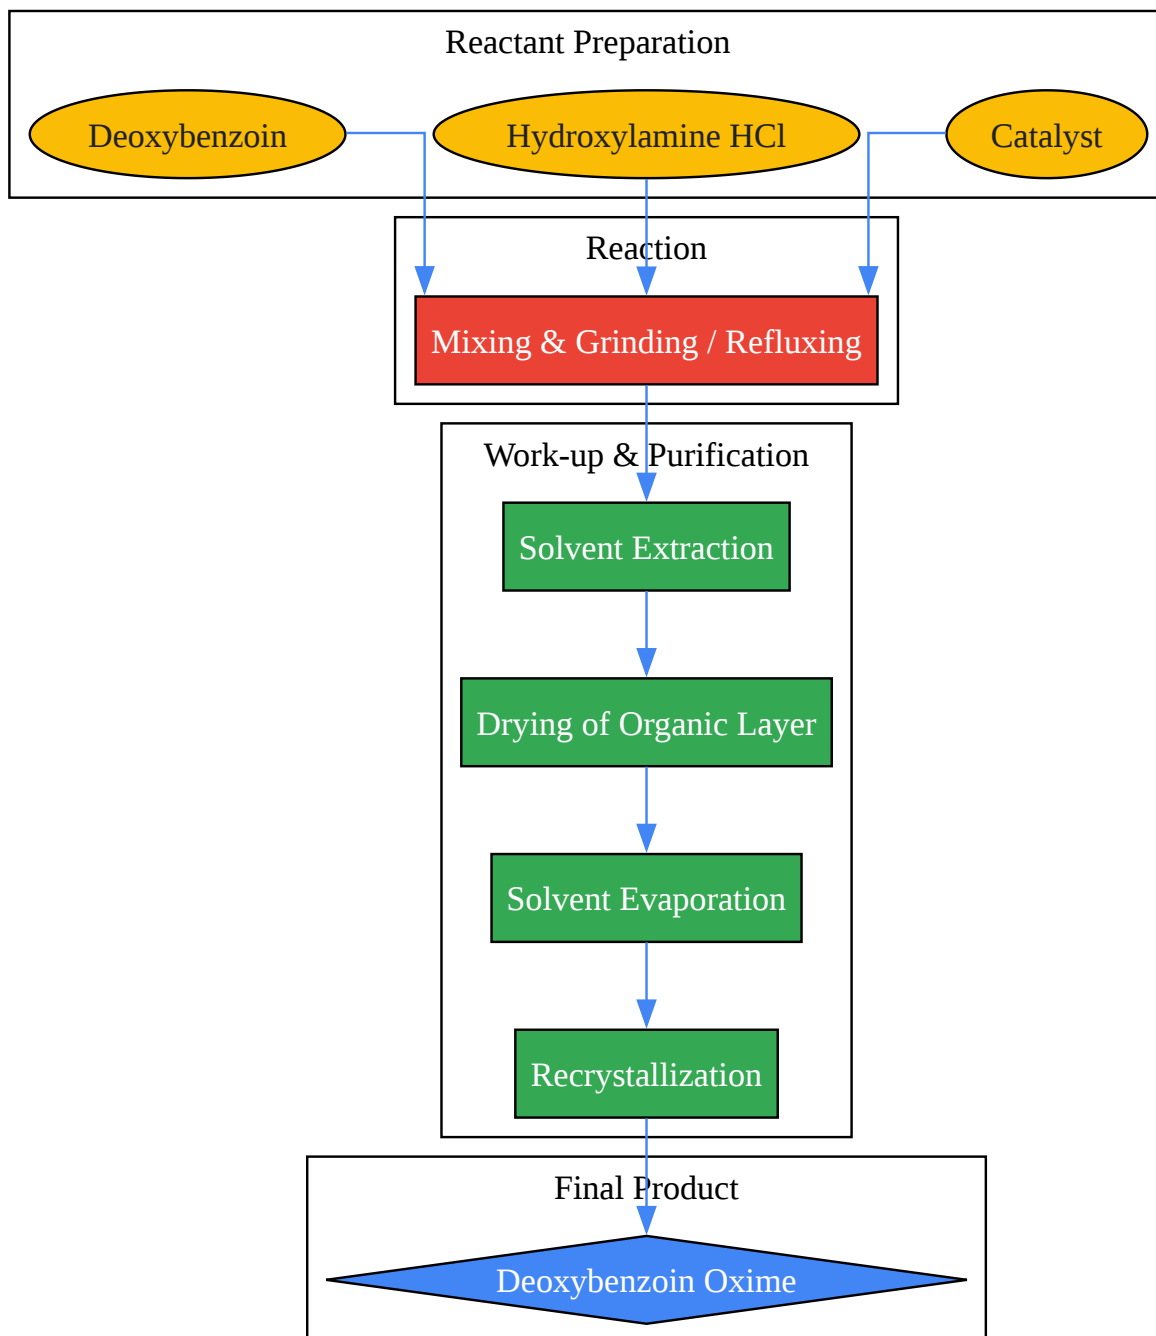 Reactant Preparation
Deoxybenzoin
Hydroxylamine HCl
Catalyst
Reaction
Mixing & Grinding / Refluxing
Work-up & Purification
Solvent Extraction
Drying of Organic Layer
Solvent Evaporation
Recrystallization
Final Product
Deoxybenzoin Oxime